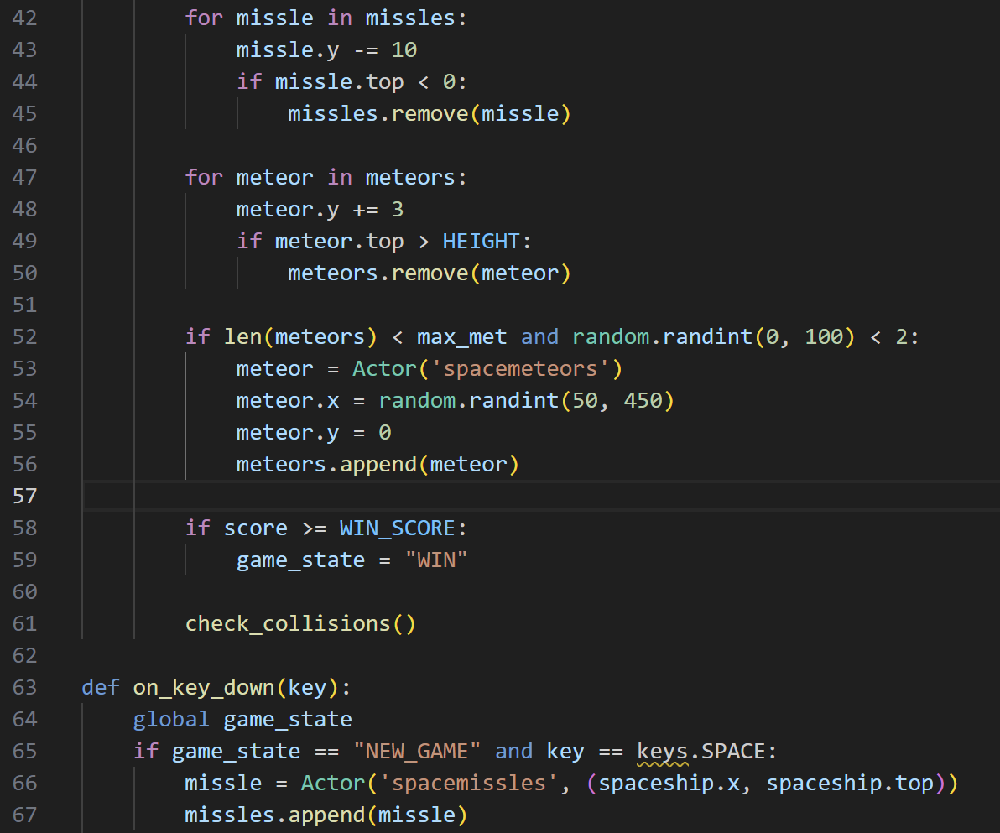 42 for missle in missles:
43 missle.y -= 10
44 if missle.top < 0:
45 missles.remove(missle)
46
47 for meteor in meteors:
48 meteor.y += 3
49 if meteor.top > HEIGHT:
50 meteors.remove(meteor)
51
52 if len(meteors) < max_met and random.randint(0, 100) < 2:
53 meteor = Actor('spacemeteors')
54 meteor.x = random.randint(50, 450)
55 meteor.y = 0
56 meteors.append(meteor)
57
58 if score >= WIN_SCORE:
59 game_state = "WIN"
60
61 check_collisions()
62
63 def on_key_down(key):
64 global game_state
65 if game_state == "NEW_GAME" and key == keys.SPACE:
66 missle = Actor('spacemissles', (spaceship.x, spaceship.top))
67 missles.append(missle)